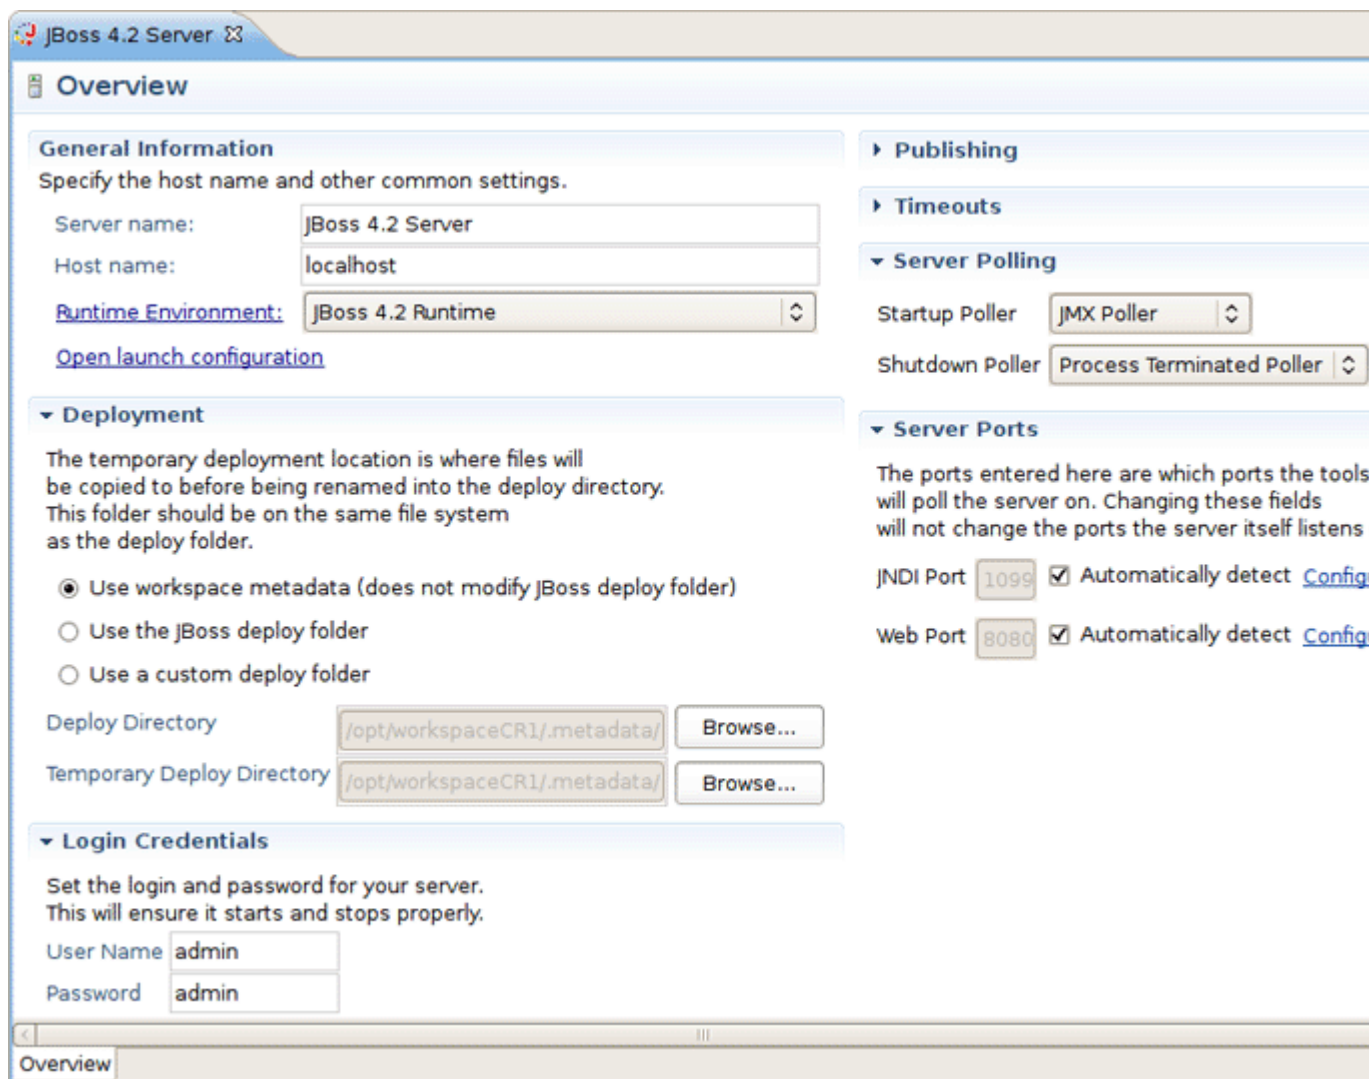 JBoss 4.2 Server
Overview
General Information
Specify the host name and other common settings.
Server name: JBoss 4.2 Server
Host name: localhost
Runtime Environment: JBoss 4.2 Runtime
Open launch configuration
Deployment
The temporary deployment location is where files will
be copied to before being renamed into the deploy directory.
This folder should be on the same file system
as the deploy folder.
Use workspace metadata (does not modify JBoss deploy folder)
Use the JBoss deploy folder
Use a custom deploy folder
Deploy Directory /opt/workspaceCR1/.metadata/ Browse...
Temporary Deploy Directory /opt/workspaceCR1/.metadata/ Browse...
Login Credentials
Set the login and password for your server.
This will ensure it starts and stops properly.
User Name admin
Password admin
Publishing
Timeouts
Server Polling
Startup Poller JMX Poller
Shutdown Poller Process Terminated Poller
Server Ports
The ports entered here are which ports the tools
will poll the server on. Changing these fields
will not change the ports the server itself listens
JNDI Port 1099 Automatically detect
Web Port 8080 Automatically detect
Overview